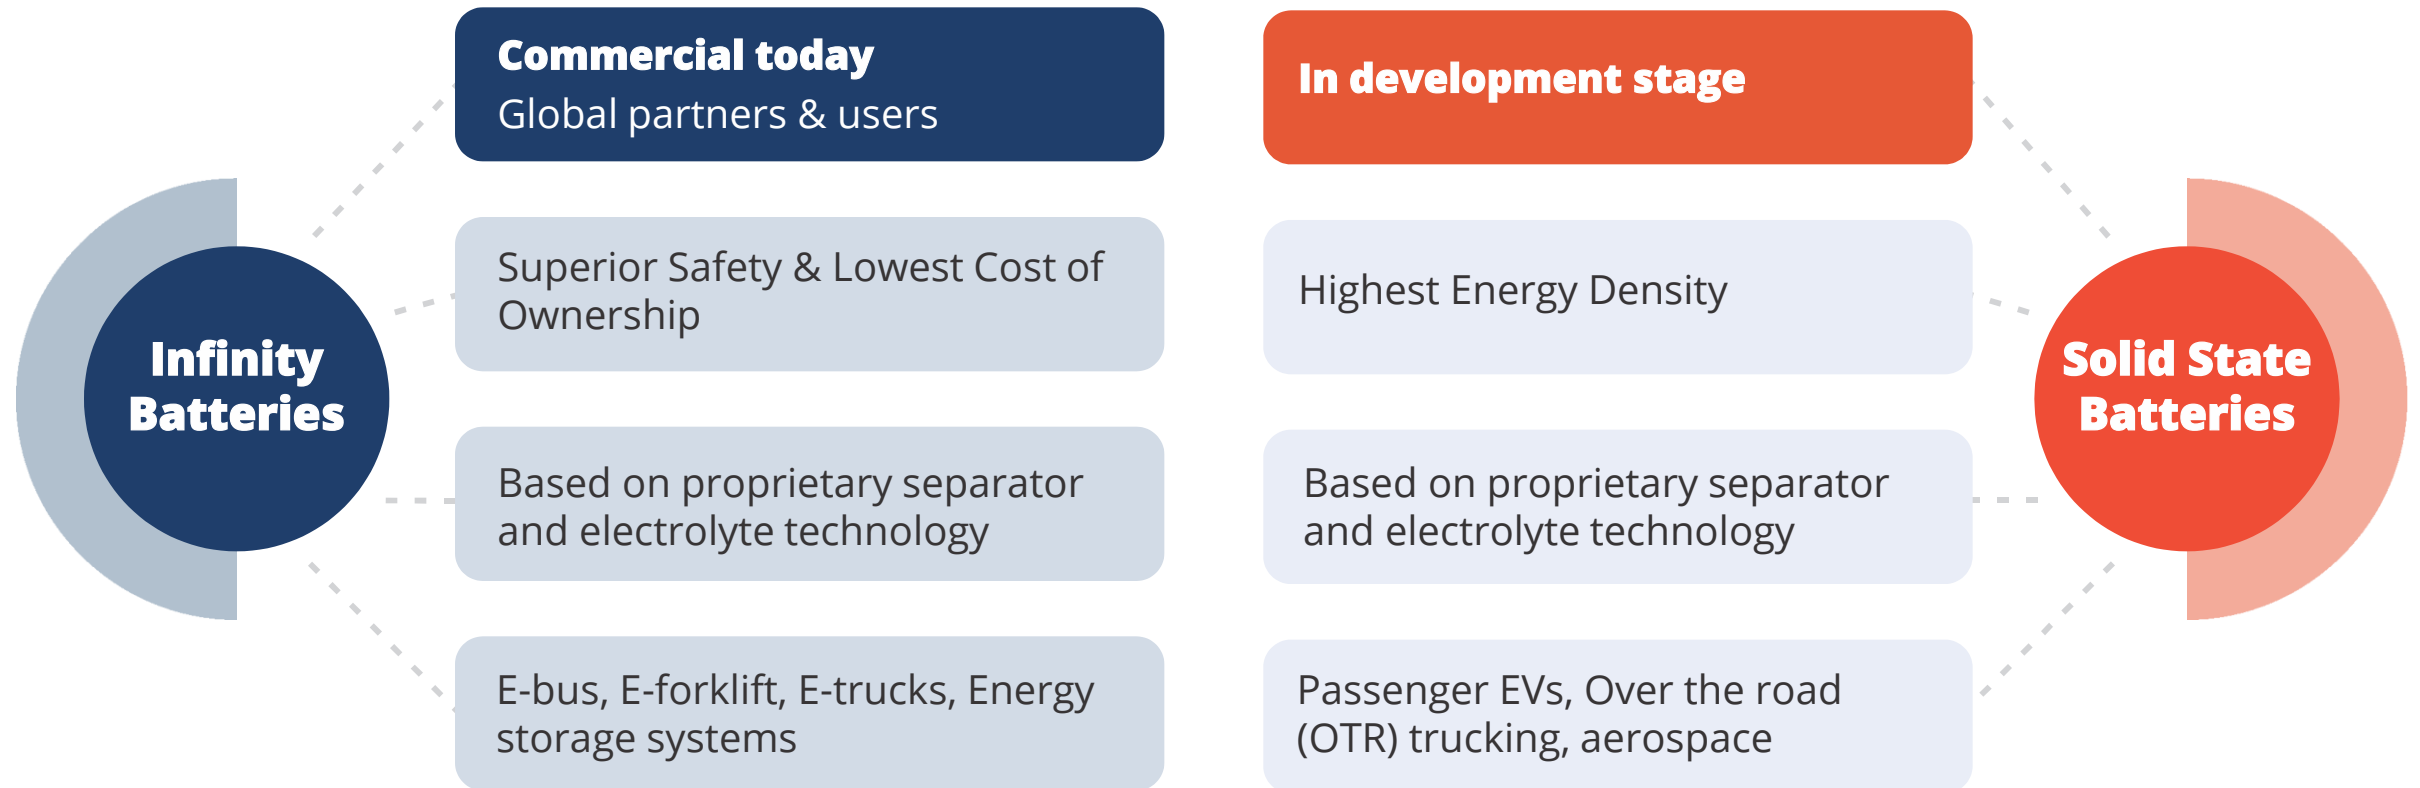 Infinity
Batteries
Commercial today
Global partners & users
Superior Safety & Lowest Cost of
Ownership
Based on proprietary separator
and electrolyte technology
E-bus, E-forklift, E-trucks, Energy
storage systems
In development stage
Highest Energy Density
Based on proprietary separator
and electrolyte technology
Passenger EVs, Over the road
(OTR) trucking, aerospace
Solid State
Batteries